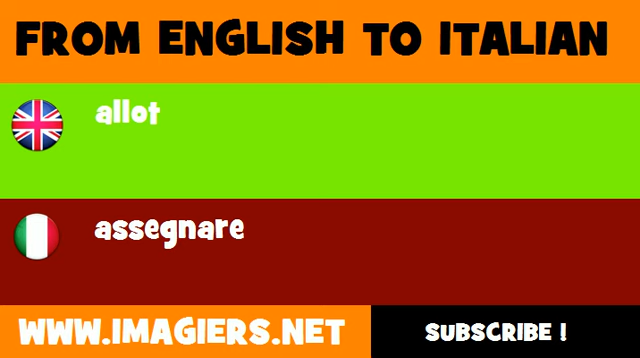 FROM ENGLISH TO ITALIAN
allot
assegnare
WWW.IMAGIERS.NET
SUBSCRIBE !